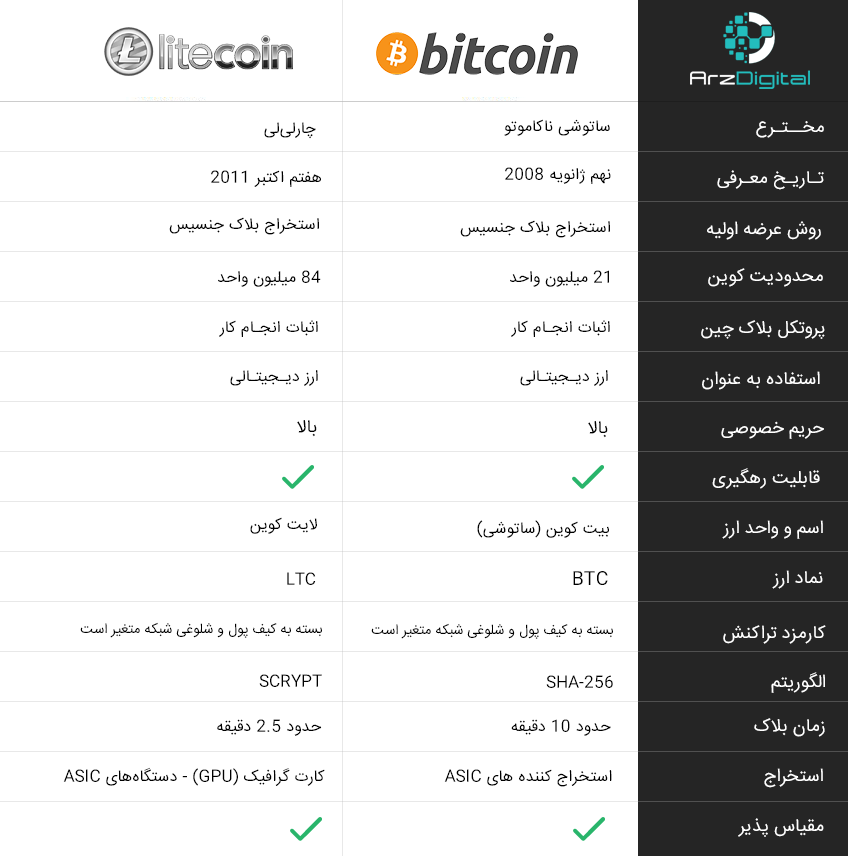 ArzDigital bitcoin litecoin
مخــتـرع ساتوشی ناکاموتو چارلی‌لی
تـاریـخ معـرفی نهم ژانویه 2008 هفتم اکتبر 2011
روش عرضه اولیه استخراج بلاک جنسیس استخراج بلاک جنسیس
محدودیت کوین 21 میلیون واحد 84 میلیون واحد
پروتکل بلاک چین اثبات انجـام کار اثبات انجـام کار
استفاده به عنوان ارز دیـجیتـالی ارز دیـجیتـالی
حریم خصوصی بالا بالا
قابلیت رهگیری
اسم و واحد ارز بیت کوین (ساتوشی) لایت کوین
نماد ارز BTC LTC
کارمزد تراکنش بسته به کیف پول و شلوغی شبکه متغیر است بسته به کیف پول و شلوغی شبکه متغیر است
الگوریتم SHA-256 SCRYPT
زمان بلاک حدود 10 دقیقه حدود 2.5 دقیقه
استخراج استخراج کننده های ASIC کارت گرافیک (GPU) - دستگاه‌های ASIC
مقیاس پذیر